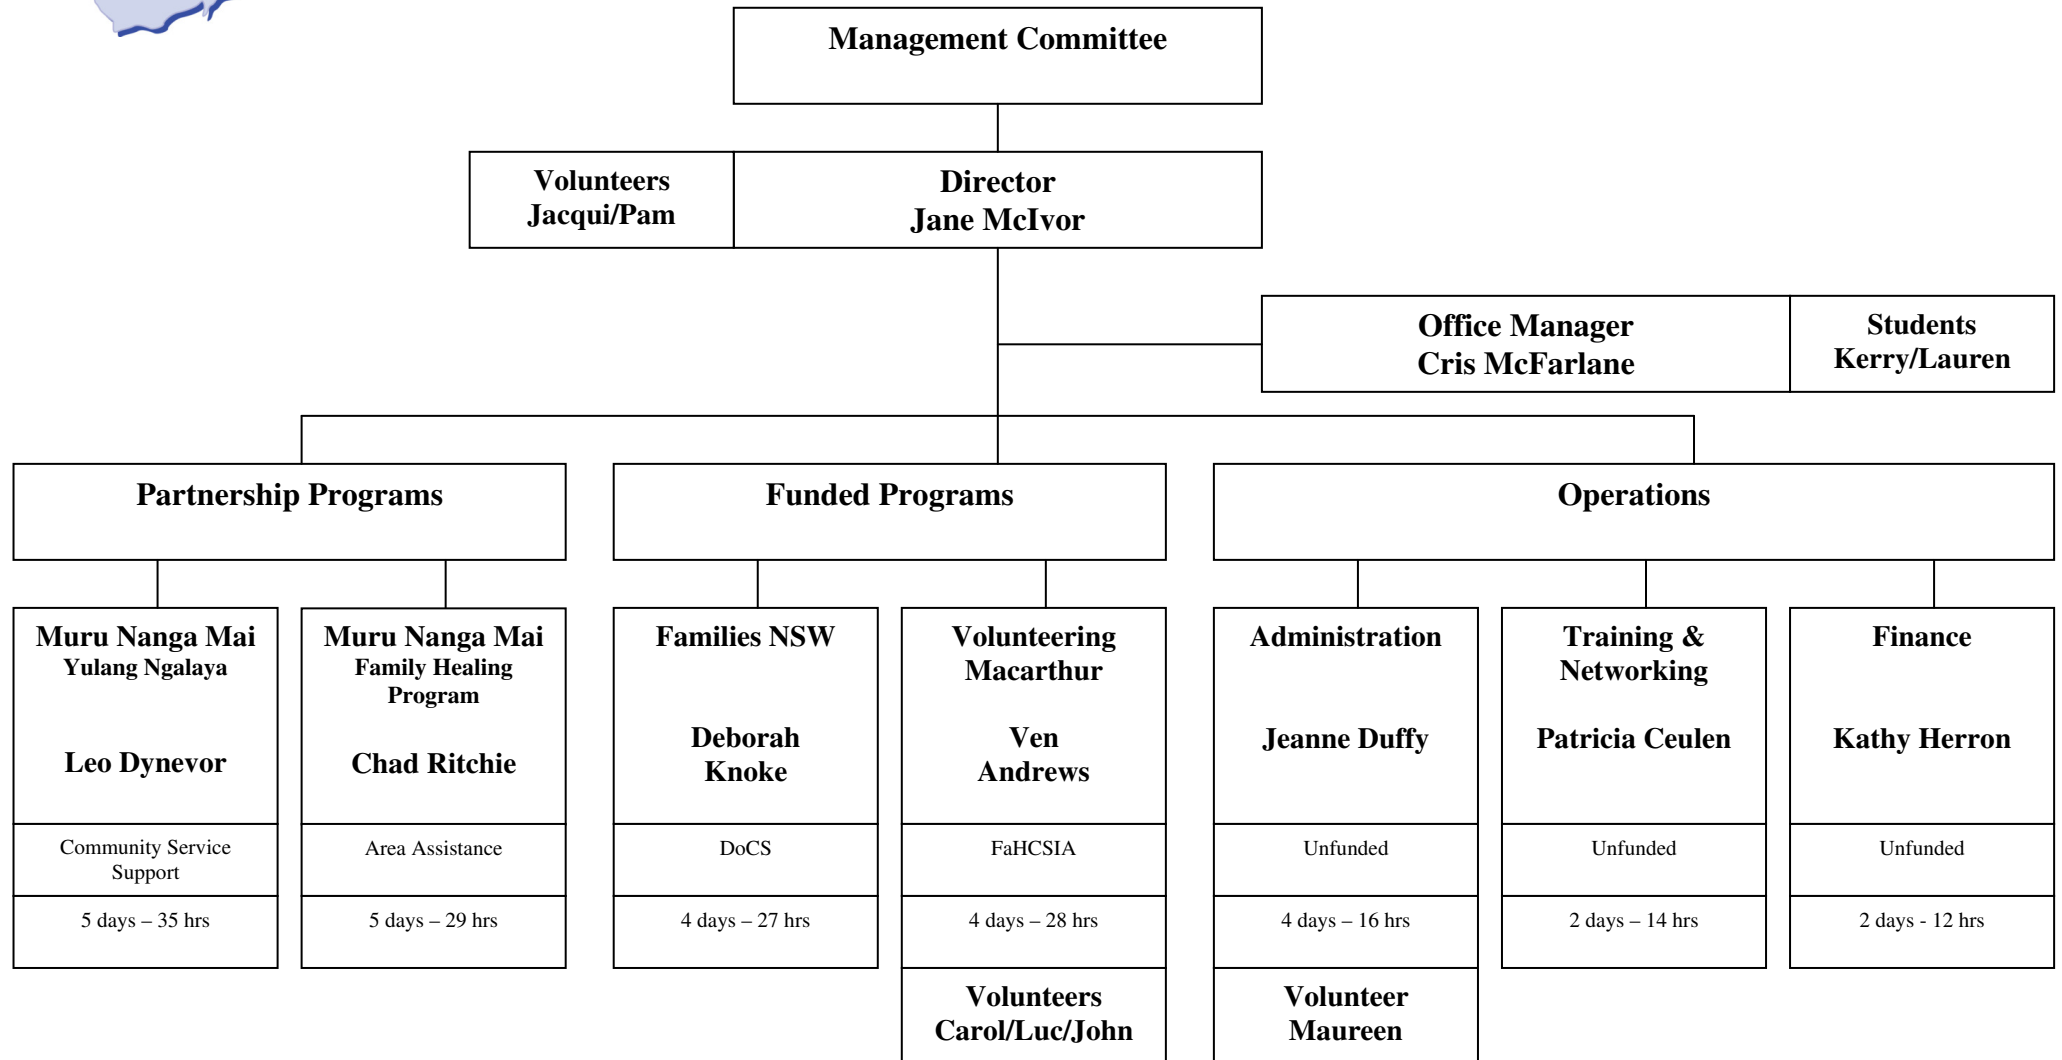 Management Committee
Volunteers
Jacqui/Pam
Director
Jane McIvor
Office Manager
Cris McFarlane
Students
Kerry/Lauren
Partnership Programs
Funded Programs
Operations
Muru Nanga Mai
Yulang Ngalaya
Leo Dynevor
Community Service
Support
5 days – 35 hrs
Muru Nanga Mai
Family Healing
Program
Chad Ritchie
Area Assistance
5 days – 29 hrs
Families NSW
Deborah
Knoke
DoCS
4 days – 27 hrs
Volunteering
Macarthur
Ven
Andrews
FaHCSIA
4 days – 28 hrs
Volunteers
Carol/Luc/John
Administration
Jeanne Duffy
Unfunded
4 days – 16 hrs
Volunteer
Maureen
Training &
Networking
Patricia Ceulen
Unfunded
2 days – 14 hrs
Finance
Kathy Herron
Unfunded
2 days - 12 hrs